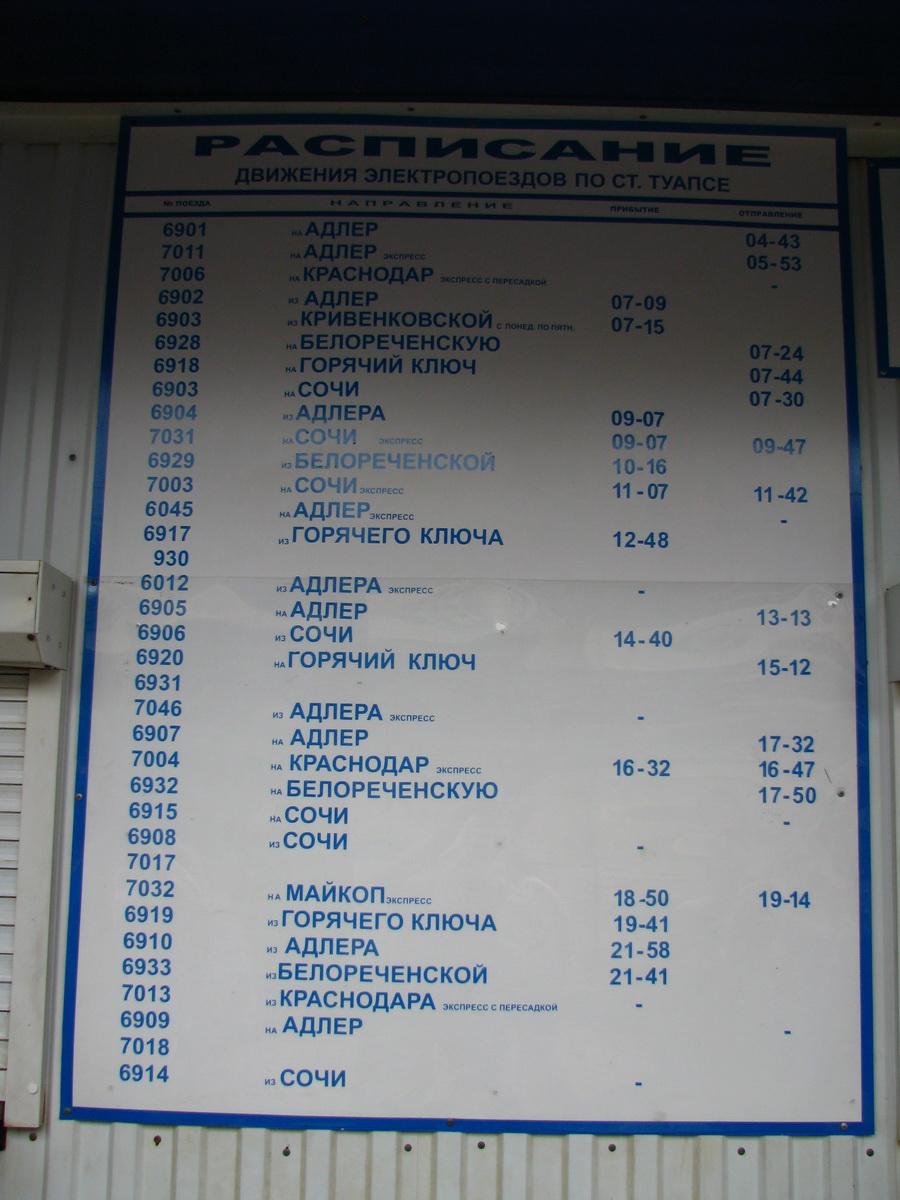 РАСПИСАНИЕ
ДВИЖЕНИЯ ЭЛЕКТРОПОЕЗДОВ ПО СТ. ТУАПСЕ
№ ПОЕЗДА НАПРАВЛЕНИЕ ПРИБЫТИЕ ОТПРАВЛЕНИЕ
6901 НА АДЛЕР 04-43
7011 НА АДЛЕР ЭКСПРЕСС 05-53
7006 НА КРАСНОДАР ЭКСПРЕСС С ПЕРЕСАДКОЙ -
6902 ИЗ АДЛЕР 07-09
6903 ИЗ КРИВЕНКОВСКОЙ С ПОНЕД. ПО ПЯТН. 07-15
6928 НА БЕЛОРЕЧЕНСКУЮ 07-24
6918 НА ГОРЯЧИЙ КЛЮЧ 07-44
6903 НА СОЧИ 07-30
6904 ИЗ АДЛЕРА 09-07
7031 НА СОЧИ ЭКСПРЕСС 09-07 09-47
6929 ИЗ БЕЛОРЕЧЕНСКОЙ 10-16
7003 НА СОЧИ ЭКСПРЕСС 11-07 11-42
6045 НА АДЛЕР ЭКСПРЕСС -
6917 ИЗ ГОРЯЧЕГО КЛЮЧА 12-48
930
6012 ИЗ АДЛЕРА ЭКСПРЕСС -
6905 НА АДЛЕР 13-13
6906 ИЗ СОЧИ 14-40
6920 НА ГОРЯЧИЙ КЛЮЧ 15-12
6931
7046 ИЗ АДЛЕРА ЭКСПРЕСС -
6907 НА АДЛЕР 17-32
7004 НА КРАСНОДАР ЭКСПРЕСС 16-32 16-47
6932 НА БЕЛОРЕЧЕНСКУЮ 17-50
6915 НА СОЧИ -
6908 ИЗ СОЧИ -
7017
7032 НА МАЙКОП ЭКСПРЕСС 18-50 19-14
6919 ИЗ ГОРЯЧЕГО КЛЮЧА 19-41
6910 ИЗ АДЛЕРА 21-58
6933 ИЗ БЕЛОРЕЧЕНСКОЙ 21-41
7013 ИЗ КРАСНОДАРА ЭКСПРЕСС С ПЕРЕСАДКОЙ -
6909 НА АДЛЕР -
7018
6914 ИЗ СОЧИ -